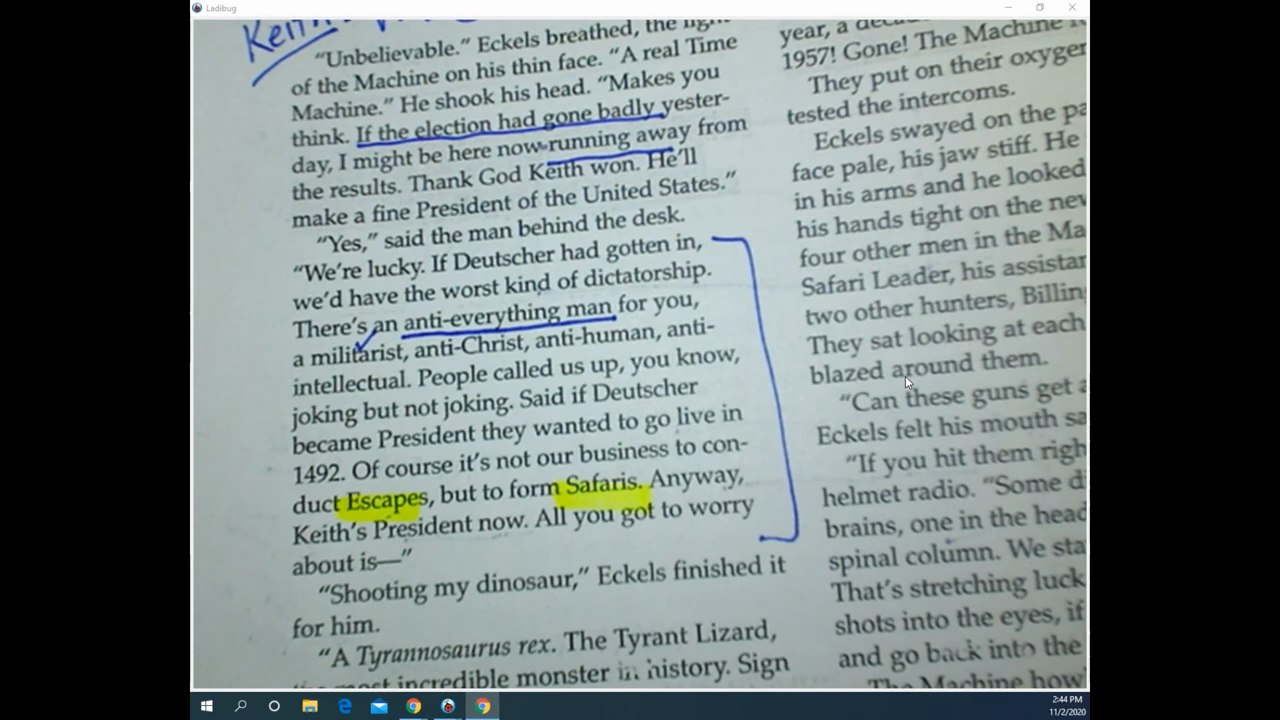 Ladibug
Keith
"Unbelievable." Eckels breathed, the
of the Machine on his thin face. "A real Time
Machine." He shook his head. "Makes you
think. If the election had gone badly yester-
day, I might be here now running away from
the results. Thank God Keith won. He'll
make a fine President of the United States."
"Yes," said the man behind the desk.
"We're lucky. If Deutscher had gotten in,
we'd have the worst kind of dictatorship.
There's an anti-everything man for you,
a militarist, anti-Christ, anti-human, anti-
intellectual. People called us up, you know,
joking but not joking. Said if Deutscher
became President they wanted to go live in
1492. Of course it's not our business to con-
duct Escapes, but to form Safaris. Anyway,
Keith's President now. All you got to worry
about is—"
"Shooting my dinosaur," Eckels finished it
for him.
"A Tyrannosaurus rex. The Tyrant Lizard,
most incredible monster in history. Sign
year, a
1957! Gone! The Machine
They put on their oxygen
tested the intercoms.
Eckels swayed on the pa
face pale, his jaw stiff. He
in his arms and he looked
his hands tight on the new
four other men in the Ma
Safari Leader, his assistan
two other hunters, Billin
They sat looking at each
blazed around them.
"Can these guns get a
Eckels felt his mouth sa
"If you hit them righ
helmet radio. "Some d
brains, one in the head
spinal column. We sta
That's stretching luck
shots into the eyes, if
and go back into the
The Machine how
2:44 PM
11/2/2020